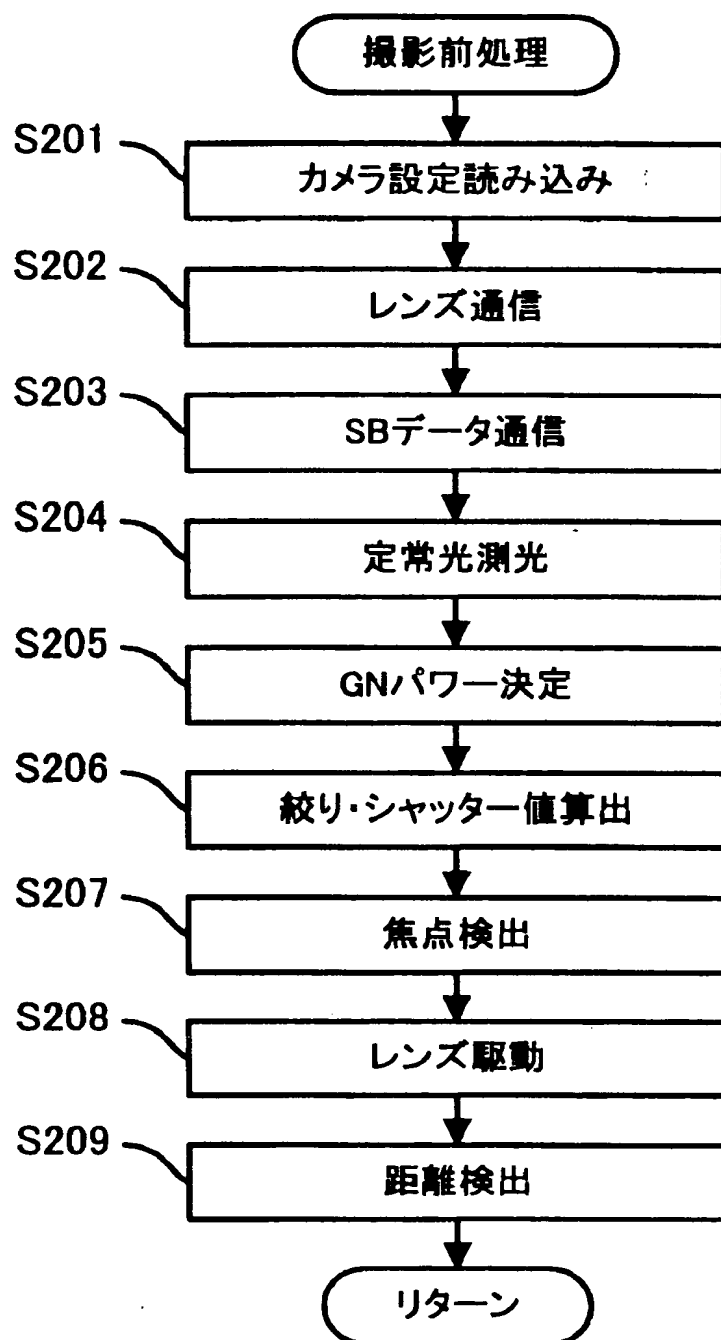 撮影前処理
S201
カメラ設定読み込み
S202
レンズ通信
S203
SBデータ通信
S204
定常光測光
S205
GNパワー決定
S206
絞り・シャッター値算出
S207
焦点検出
S208
レンズ駆動
S209
距離検出
リターン